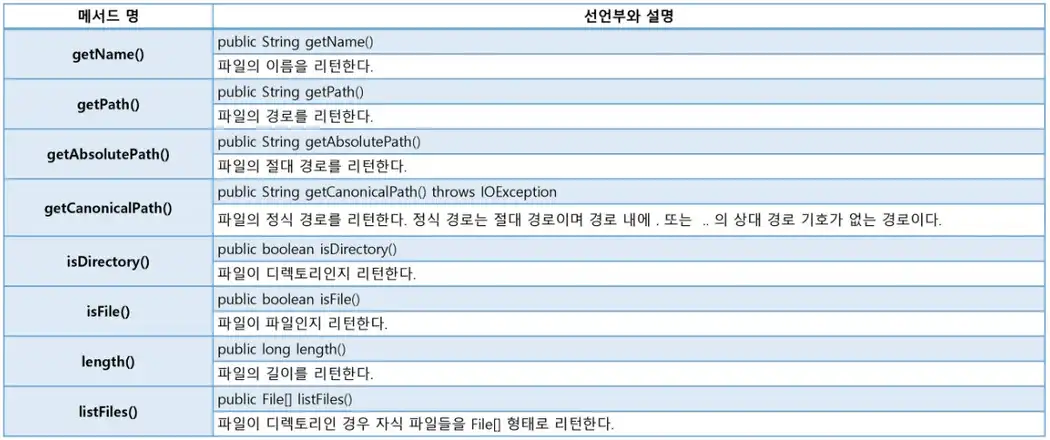 메서드 명
선언부와 설명
getName()
public String getName()
파일의 이름을 리턴한다.
getPath()
public String getPath()
파일의 경로를 리턴한다.
getAbsolutePath()
public String getAbsolutePath()
파일의 절대 경로를 리턴한다.
getCanonicalPath()
public String getCanonicalPath() throws IOException
파일의 정식 경로를 리턴한다. 정식 경로는 절대 경로이며 경로 내에 . 또는 .. 의 상대 경로 기호가 없는 경로이다.
isDirectory()
public boolean isDirectory()
파일이 디렉토리인지 리턴한다.
isFile()
public boolean isFile()
파일이 파일인지 리턴한다.
length()
public long length()
파일의 길이를 리턴한다.
listFiles()
public File[] listFiles()
파일이 디렉토리인 경우 자식 파일들을 File[] 형태로 리턴한다.